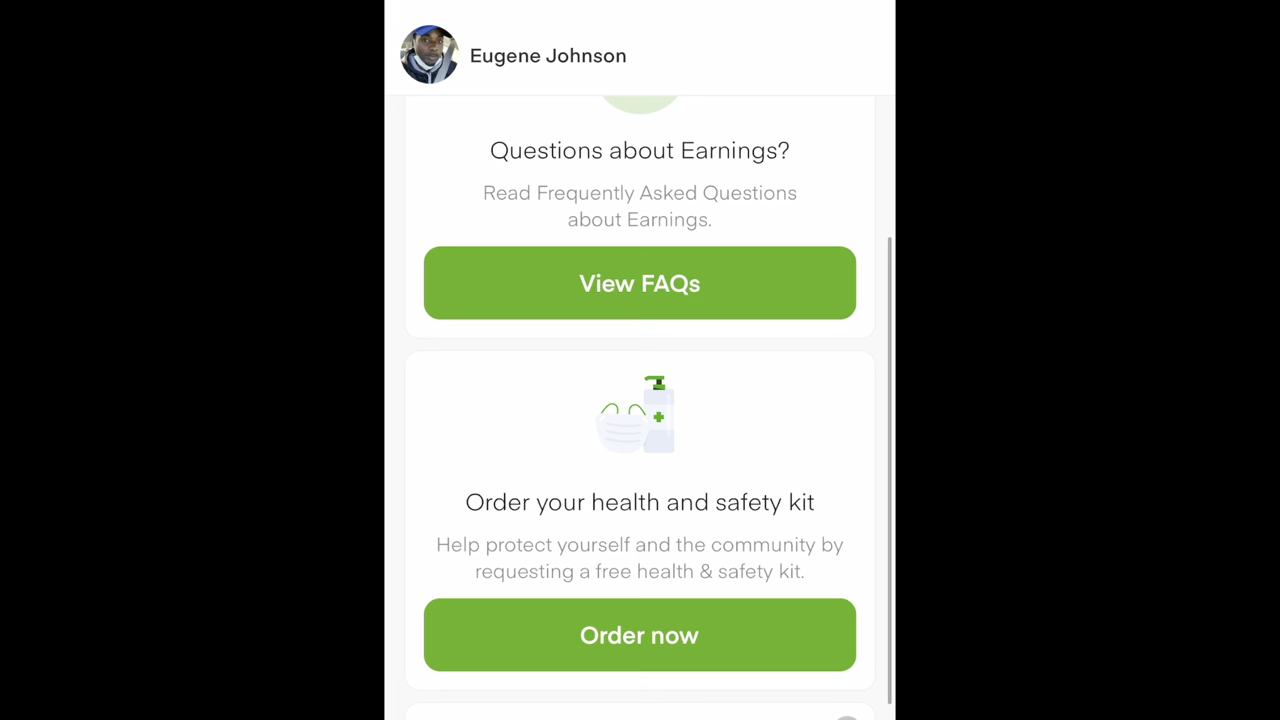 Eugene Johnson
Questions about Earnings?
Read Frequently Asked Questions
about Earnings.
View FAQs
Order your health and safety kit
Help protect yourself and the community by
requesting a free health & safety kit.
Order now